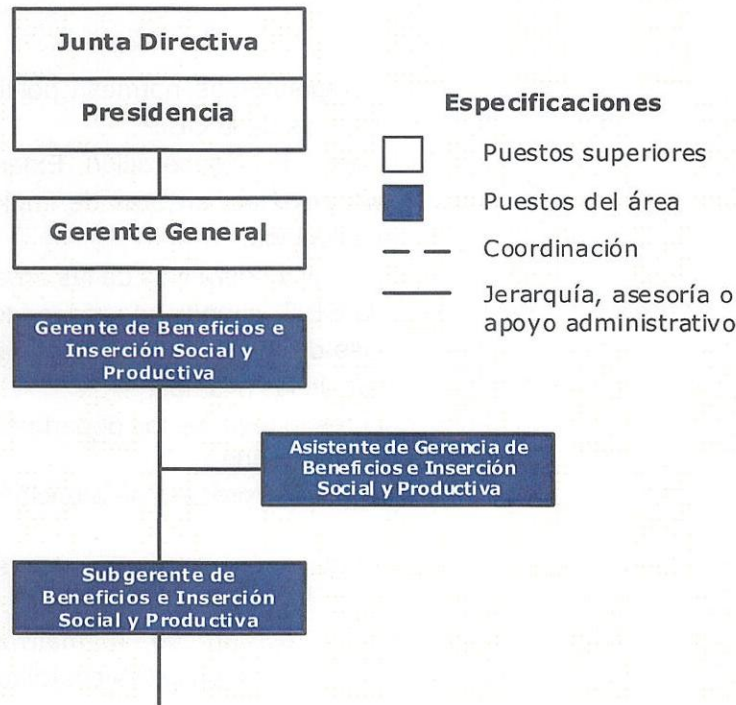 Junta Directiva
Presidencia
Gerente General
Gerente de Beneficios e
Inserción Social y
Productiva
Asistente de Gerencia de
Beneficios e Inserción
Social y Productiva
Subgerente de
Beneficios e Inserción
Social y Productiva
Especificaciones
Puestos superiores
Puestos del área
Coordinación
Jerarquía, asesoría o
apoyo administrativo